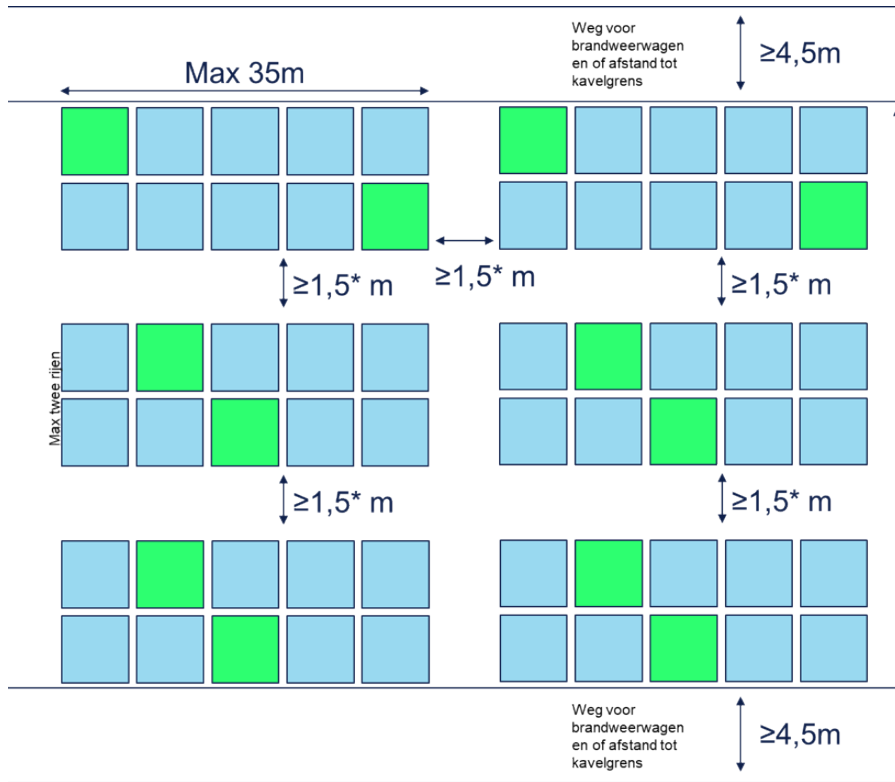 Weg voor
brandweerwagen
en of afstand tot
kavelgrens
≥4,5m
Max 35m
≥1,5* m
≥1,5* m
≥1,5* m
Max twee rijen
≥1,5* m
≥1,5* m
Weg voor
brandweerwagen
en of afstand tot
kavelgrens
≥4,5m